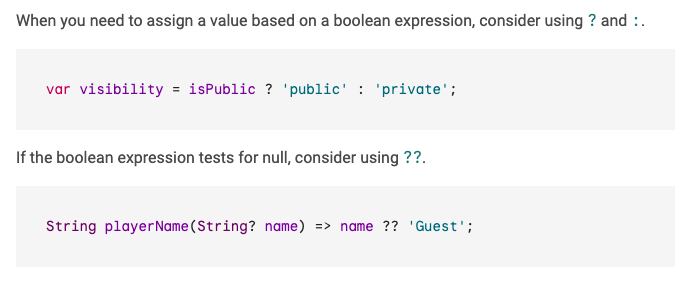 When you need to assign a value based on a boolean expression, consider using ? and :.
var visibility = isPublic ? 'public' : 'private';
If the boolean expression tests for null, consider using ??.
String playerName(String? name) => name ?? 'Guest';